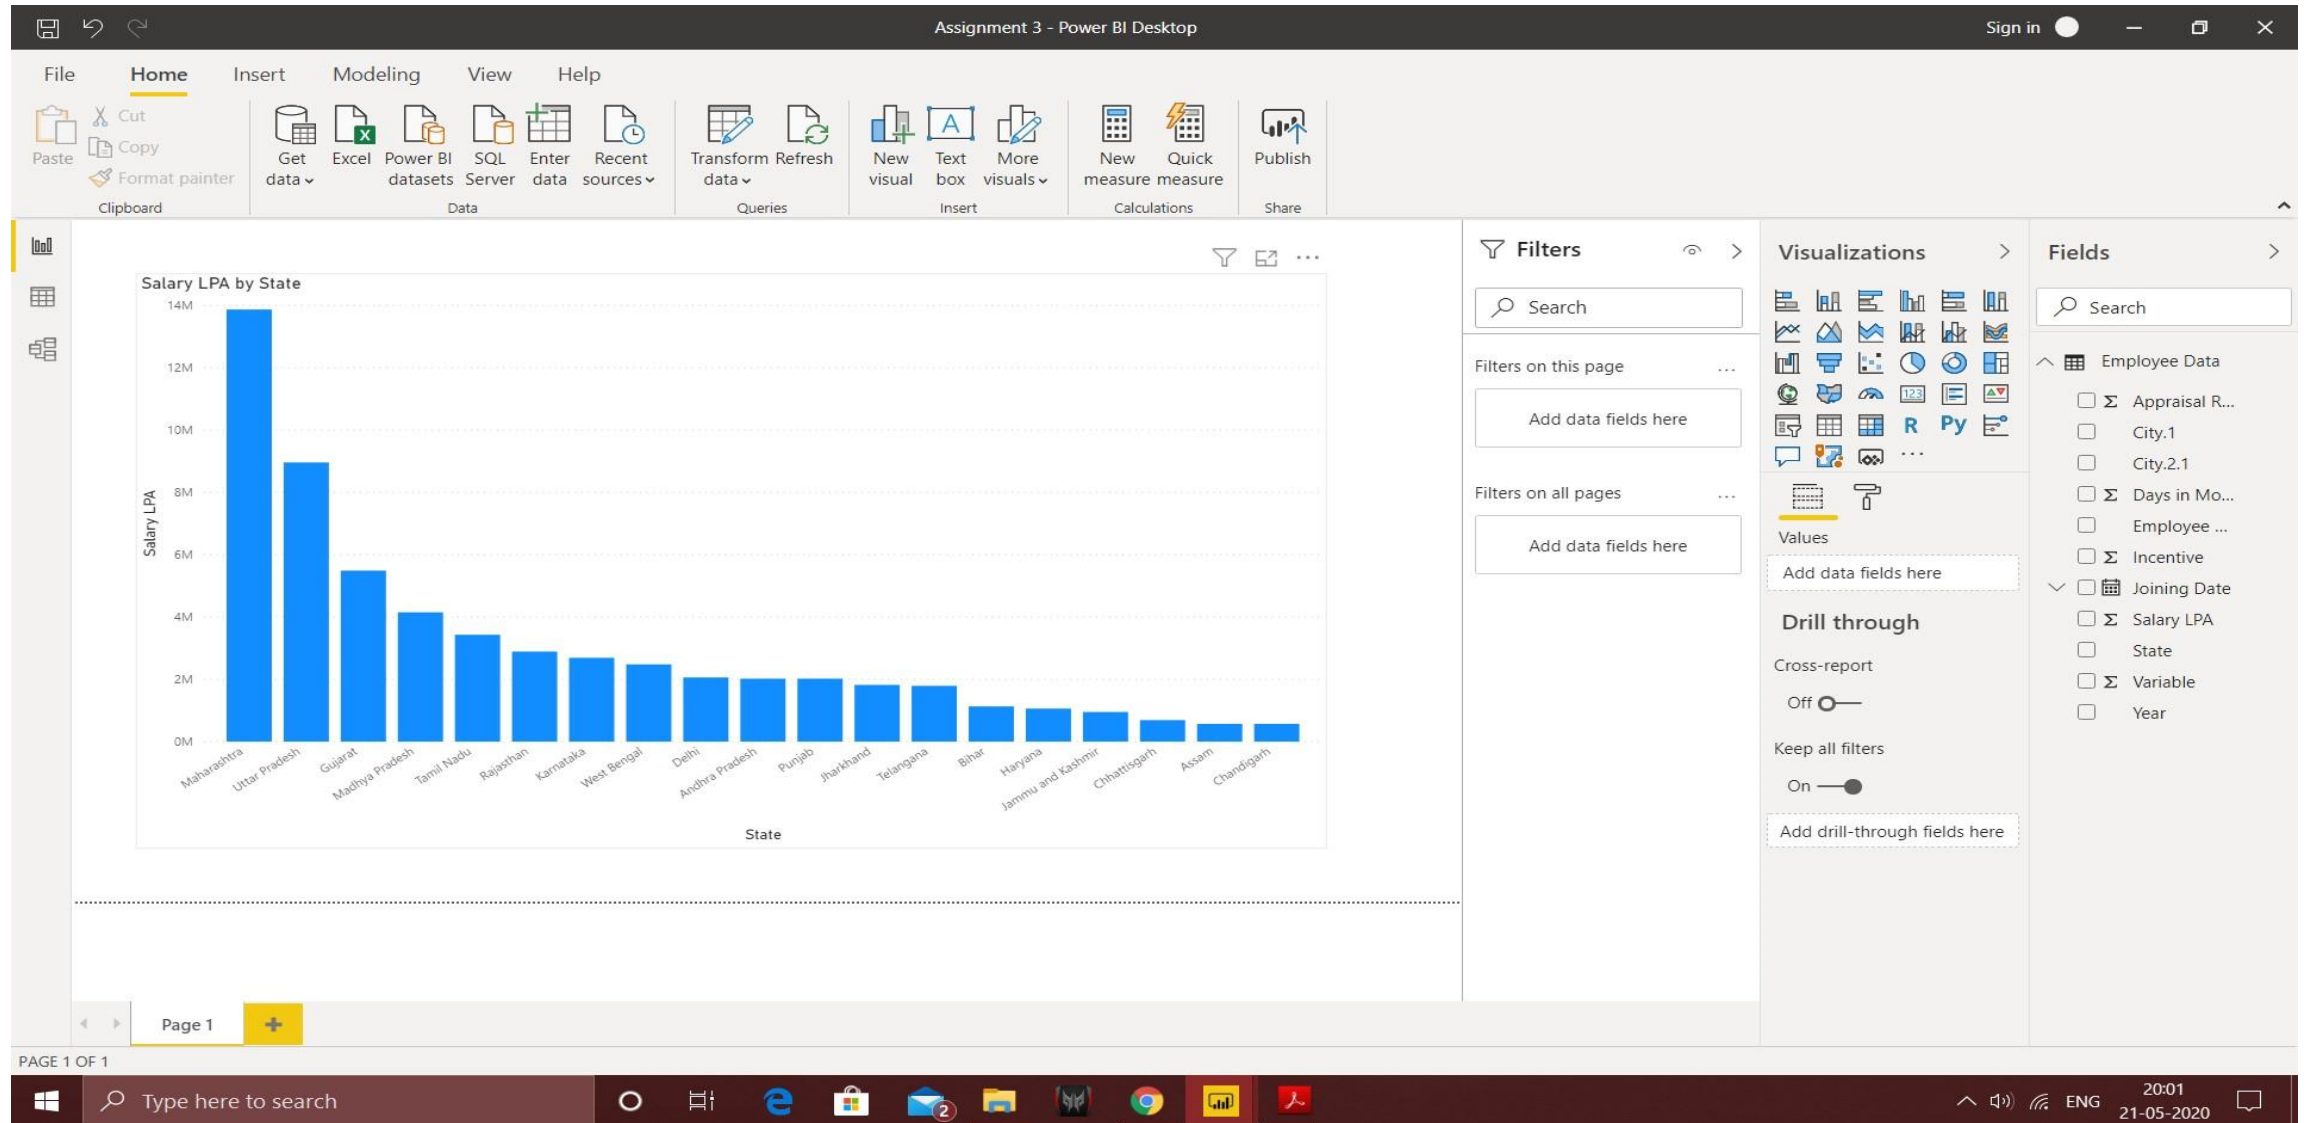 Assignment 3 - Power BI Desktop
Sign in
File Home Insert Modeling View Help
Paste
Cut
Copy
Format painter
Clipboard
Get data
Excel
Power BI datasets
SQL Server
Enter data
Recent sources
Data
Transform data
Refresh
Queries
New visual
A
Text box
More visuals
Insert
New measure
Quick measure
Calculations
Publish
Share
Salary LPA by State
14M
12M
10M
8M
6M
4M
2M
0M
Salary LPA
Maharashtra
Uttar Pradesh
Gujarat
Madhya Pradesh
Tamil Nadu
Rajasthan
Karnataka
West Bengal
Delhi
Andhra Pradesh
Punjab
Jharkhand
Telangana
Bihar
Haryana
Jammu and Kashmir
Chhattisgarh
Assam
Chandigarh
State
Filters
Search
Filters on this page
...
Add data fields here
Filters on all pages
...
Add data fields here
Visualizations
123
R Py
...
Values
Add data fields here
Drill through
Cross-report
Off
Keep all filters
On
Add drill-through fields here
Fields
Search
Employee Data
Σ Appraisal R...
City.1
City.2.1
Σ Days in Mo...
Employee ...
Σ Incentive
Joining Date
Σ Salary LPA
State
Σ Variable
Year
Page 1
+
PAGE 1 OF 1
Type here to search
2
ENG
20:01
21-05-2020